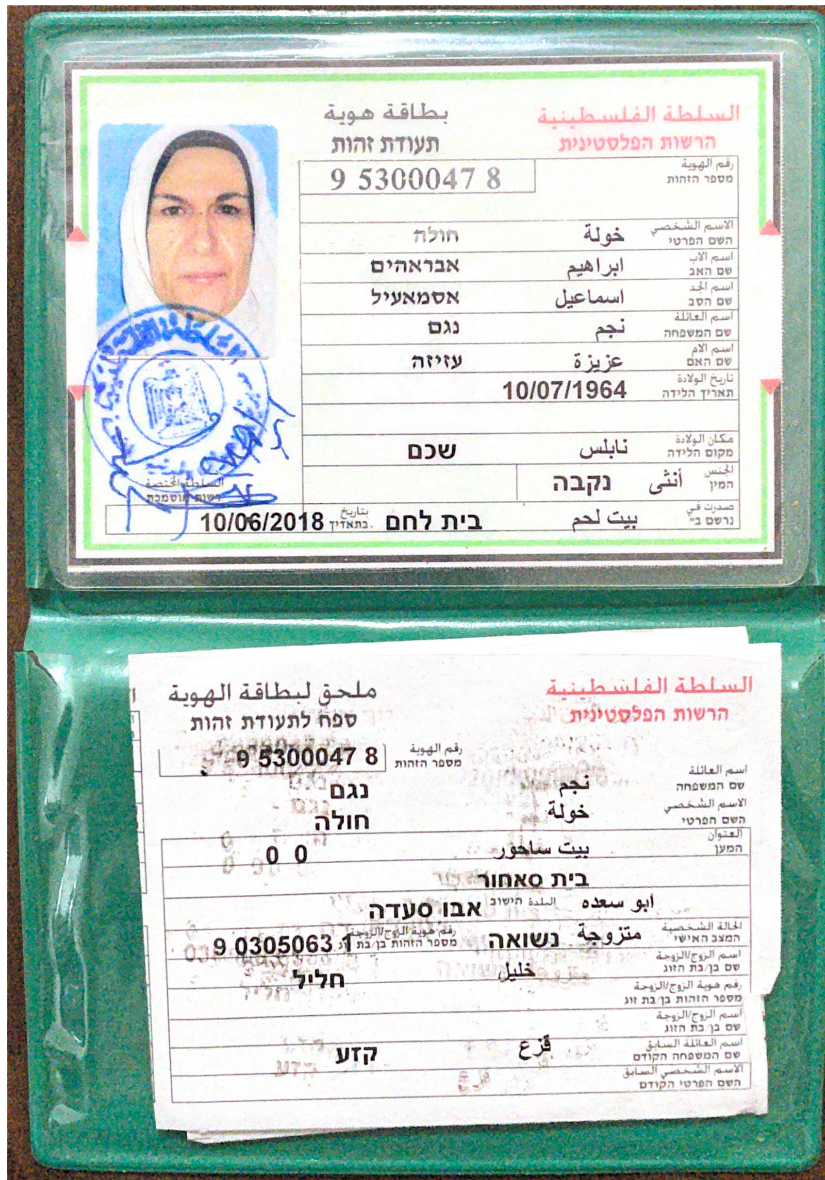 السلطة الفلسطينية بطاقة هوية
הרשות הפלסטינית תעודת זהות
رقم الهوية
מספר הזהות
9 5300047 8
الاسم الشخصي
השם הפרטי
خولة חולה
اسم الاب
שם האב
ابراهيم אבראהים
اسم الجد
שם הסב
اسماعيل אסמאעיל
اسم العائلة
שם המשפחה
نجم נגם
اسم الام
שם האם
عزيزة עזיזה
تاريخ الولادة
תאריך הלידה
10/07/1964
مكان الولادة
מקום הלידה
نابلس שכם
الجنس
המין
أنثى נקבה
السلطة المختصة
רשות מוסמכת
صدرت في
נרשם ב"
بيت لحم בית לחם
بتاريخ
בתאריך
10/06/2018
السلطة الفلسطينية ملحق لبطاقة الهوية
הרשות הפלסטינית ספח לתעודת זהות
رقم الهوية
מספר הזהות
9 5300047 8
اسم العائلة
שם המשפחה
نجم נגם
الاسم الشخصي
השם הפרטי
خولة חולה
العنوان
המען
بيت ساحور 0 0
בית סאחור
ابو سعده البلدة הישוב אבו סעדה
الحالة الشخصية
המצב האישי
متزوجة נשואה
رقم هوية الزوج/الزوجة
מספר הזהות בן/בת זוג
9 0305063 1
اسم الزوج/الزوجة
שם בן/בת הזוג
خليل חליל
رقم هوية الزوج/الزوجة
מספר הזהות בן/בת זוג
اسم الزوج/الزوجة
שם בן/בת הזוג
اسم العائلة السابق
שם המשפחה הקודם
قزع קזע
الاسم الشخصي السابق
השם הפרטי הקודם